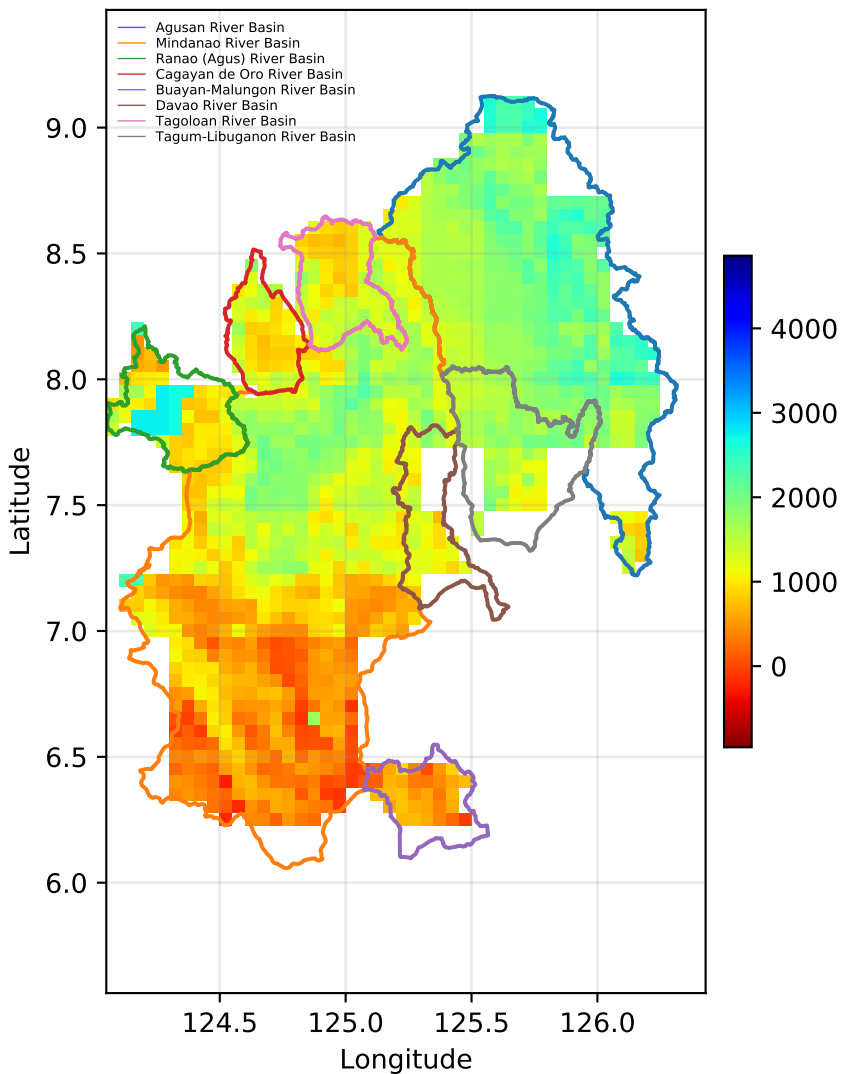 Agusan River Basin
Mindanao River Basin
Ranao (Agus) River Basin
Cagayan de Oro River Basin
Buayan-Malungon River Basin
Davao River Basin
Tagoloan River Basin
Tagum-Libuganon River Basin
9.0
8.5
8.0
7.5
7.0
6.5
6.0
Latitude
124.5 125.0 125.5 126.0
Longitude
4000
3000
2000
1000
0